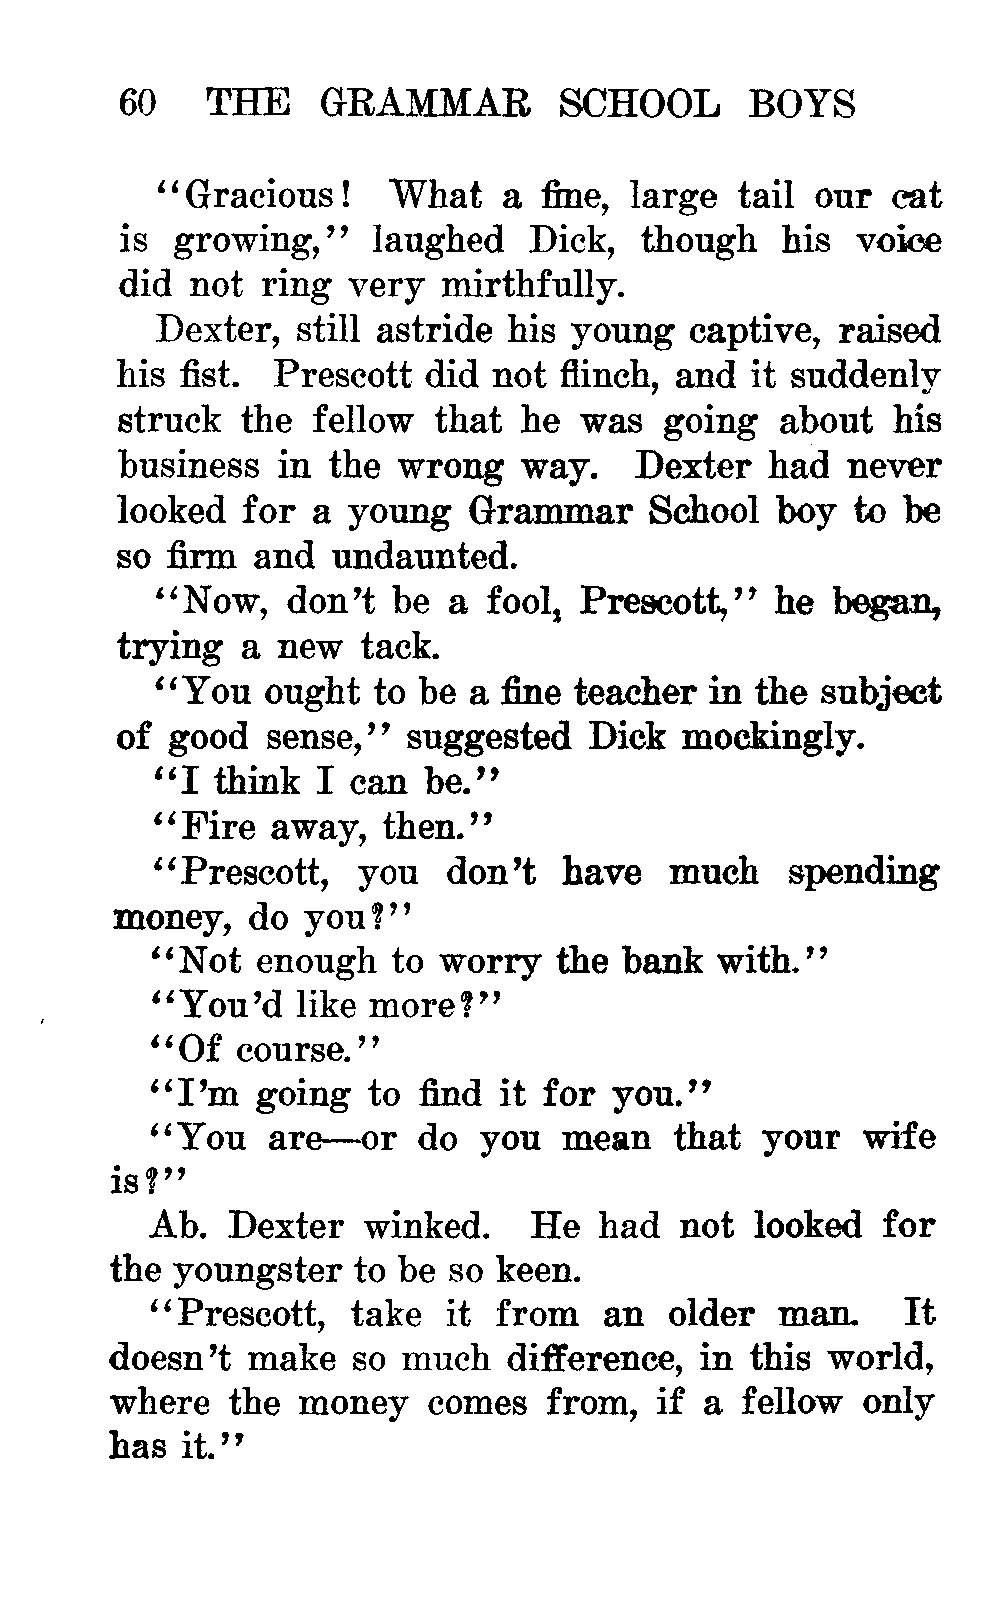 60 THE GRAMMAR SCHOOL BOYS
“Gracious! What a fine, large tail our cat
is growing,” laughed Dick, though his voice
did not ring very mirthfully.
Dexter, still astride his young captive, raised
his fist. Prescott did not flinch, and it suddenly
struck the fellow that he was going about his
business in the wrong way. Dexter had never
looked for a young Grammar School boy to be
so firm and undaunted.
“Now, don’t be a fool, Prescott,” he began,
trying a new tack.
“You ought to be a fine teacher in the subject
of good sense,” suggested Dick mockingly.
“I think I can be.”
“Fire away, then.”
“Prescott, you don’t have much spending
money, do you?”
“Not enough to worry the bank with.”
“You’d like more?”
“Of course.”
“I’m going to find it for you.”
“You are—or do you mean that your wife
is?”
Ab. Dexter winked. He had not looked for
the youngster to be so keen.
“Prescott, take it from an older man. It
doesn’t make so much difference, in this world,
where the money comes from, if a fellow only
has it.”